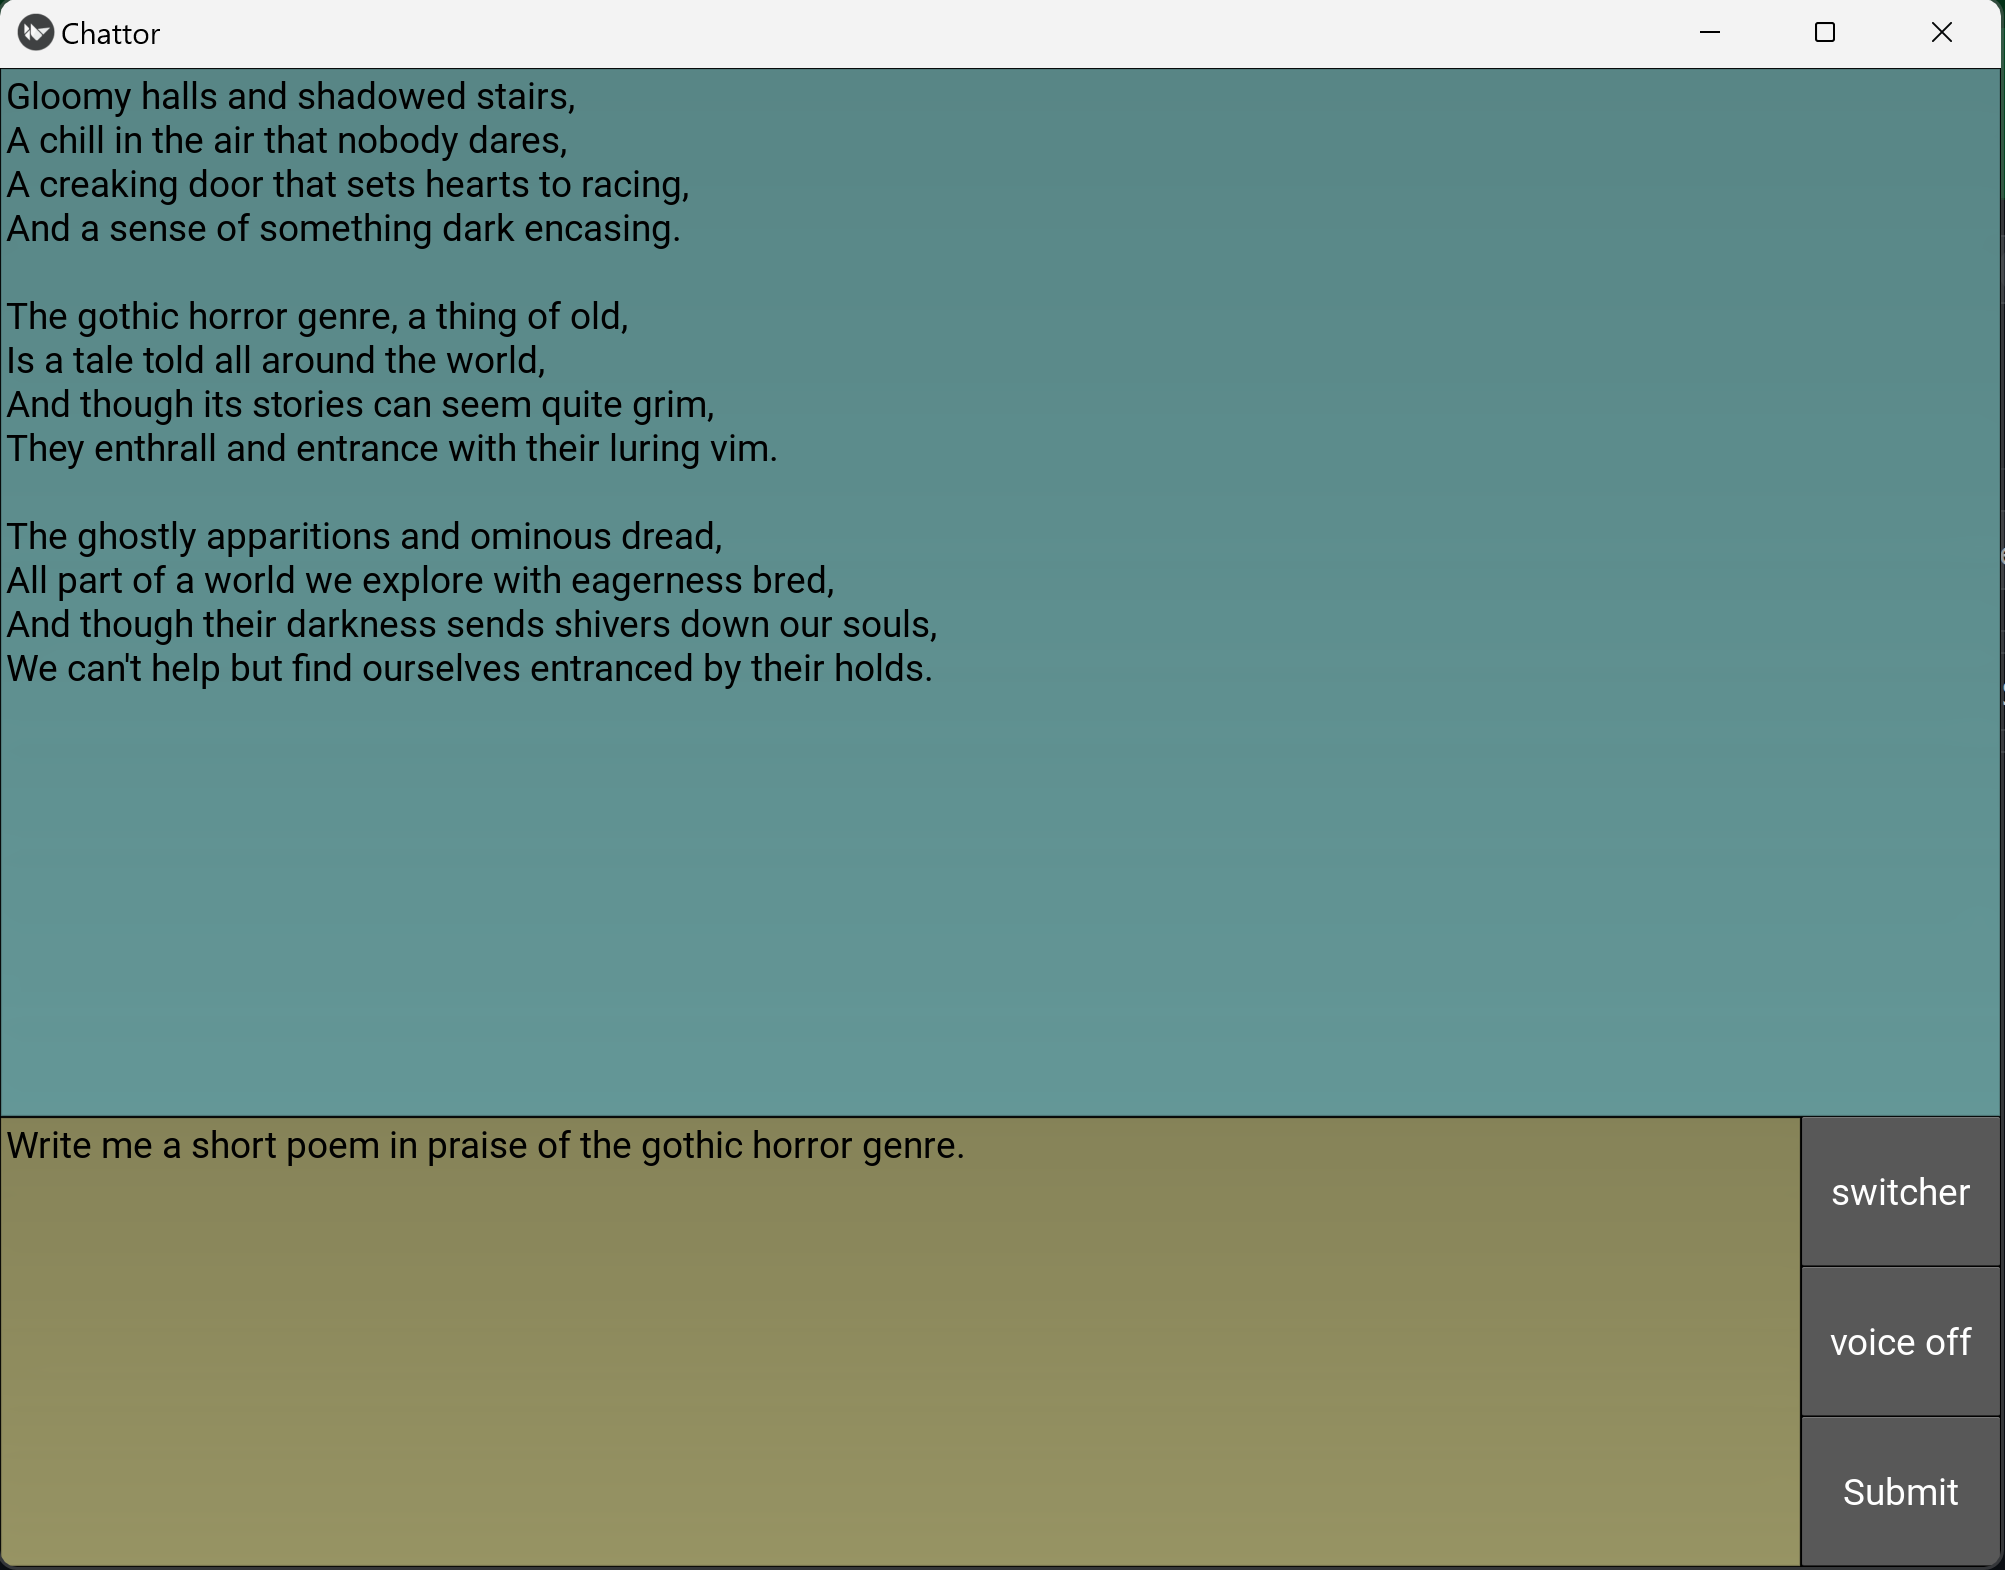 Chattor
Gloomy halls and shadowed stairs,
A chill in the air that nobody dares,
A creaking door that sets hearts to racing,
And a sense of something dark encasing.
The gothic horror genre, a thing of old,
Is a tale told all around the world,
And though its stories can seem quite grim,
They enthrall and entrance with their luring vim.
The ghostly apparitions and ominous dread,
All part of a world we explore with eagerness bred,
And though their darkness sends shivers down our souls,
We can't help but find ourselves entranced by their holds.
Write me a short poem in praise of the gothic horror genre.
switcher
voice off
Submit